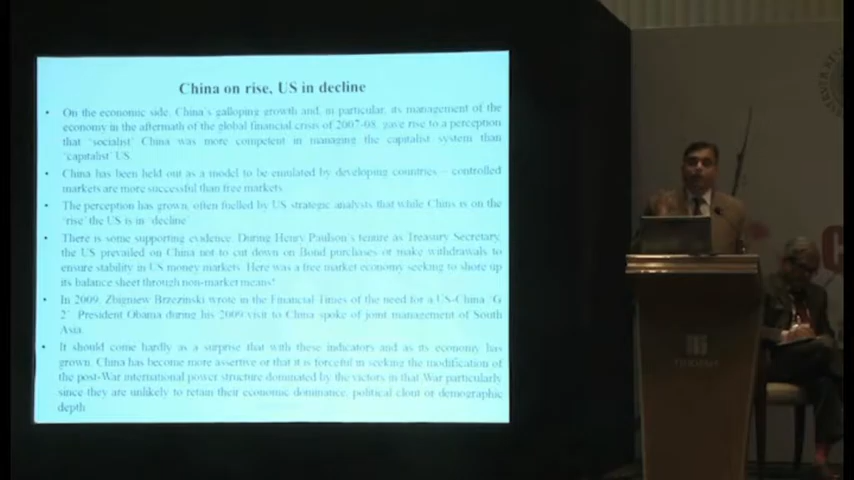 China on rise, US in decline
• On the economic side, China's galloping growth and, in particular, its management of the
economy in the aftermath of the global financial crisis of 2007-08, gave rise to a perception
that 'socialist' China was more competent in managing the capitalist system than
'capitalist' US.
• China has been held out as a model to be emulated by developing countries – controlled
markets are more successful than free markets
• The perception has grown, often fuelled by US strategic analysts that while China is on the
'rise' the US is in 'decline'
• There is some supporting evidence. During Henry Paulson's tenure as Treasury Secretary,
the US prevailed on China not to cut down on Bond purchases or make withdrawals to
ensure stability in US money markets. Here was a free market economy seeking to shore up
its balance sheet through non-market means!
• In 2009, Zbigniew Brzezinski wrote in the Financial Times of the need for a US-China 'G
2'. President Obama during his 2009 visit to China spoke of joint management of South
Asia.
• It should come hardly as a surprise that with these indicators and as its economy has
grown, China has become more assertive or that it is forceful in seeking the modification of
the post-War international power structure dominated by the victors in that War particularly
since they are unlikely to retain their economic dominance, political clout or demographic
depth